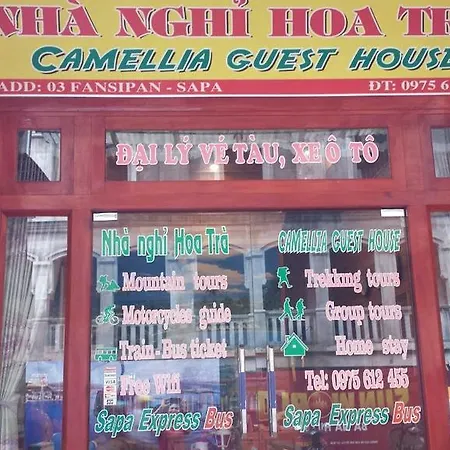 NHÀ NGHỈ HOA TR
CAMELLIA GUEST HOUSE
ADD: 03 FANSIPAN - SAPA
ĐT: 0975 6
ĐẠI LÝ VÉ TÀU, XE Ô TÔ
Nhà nghỉ Hoa Trà
Mountain tours
Motorcycles guide
Train-Bus ticket
Free Wifi
Sapa Express Bus
CAMELLIA GUEST HOUSE
Trekking tours
Group tours
Home stay
Tel: 0975 612 455
Sapa Express Bus